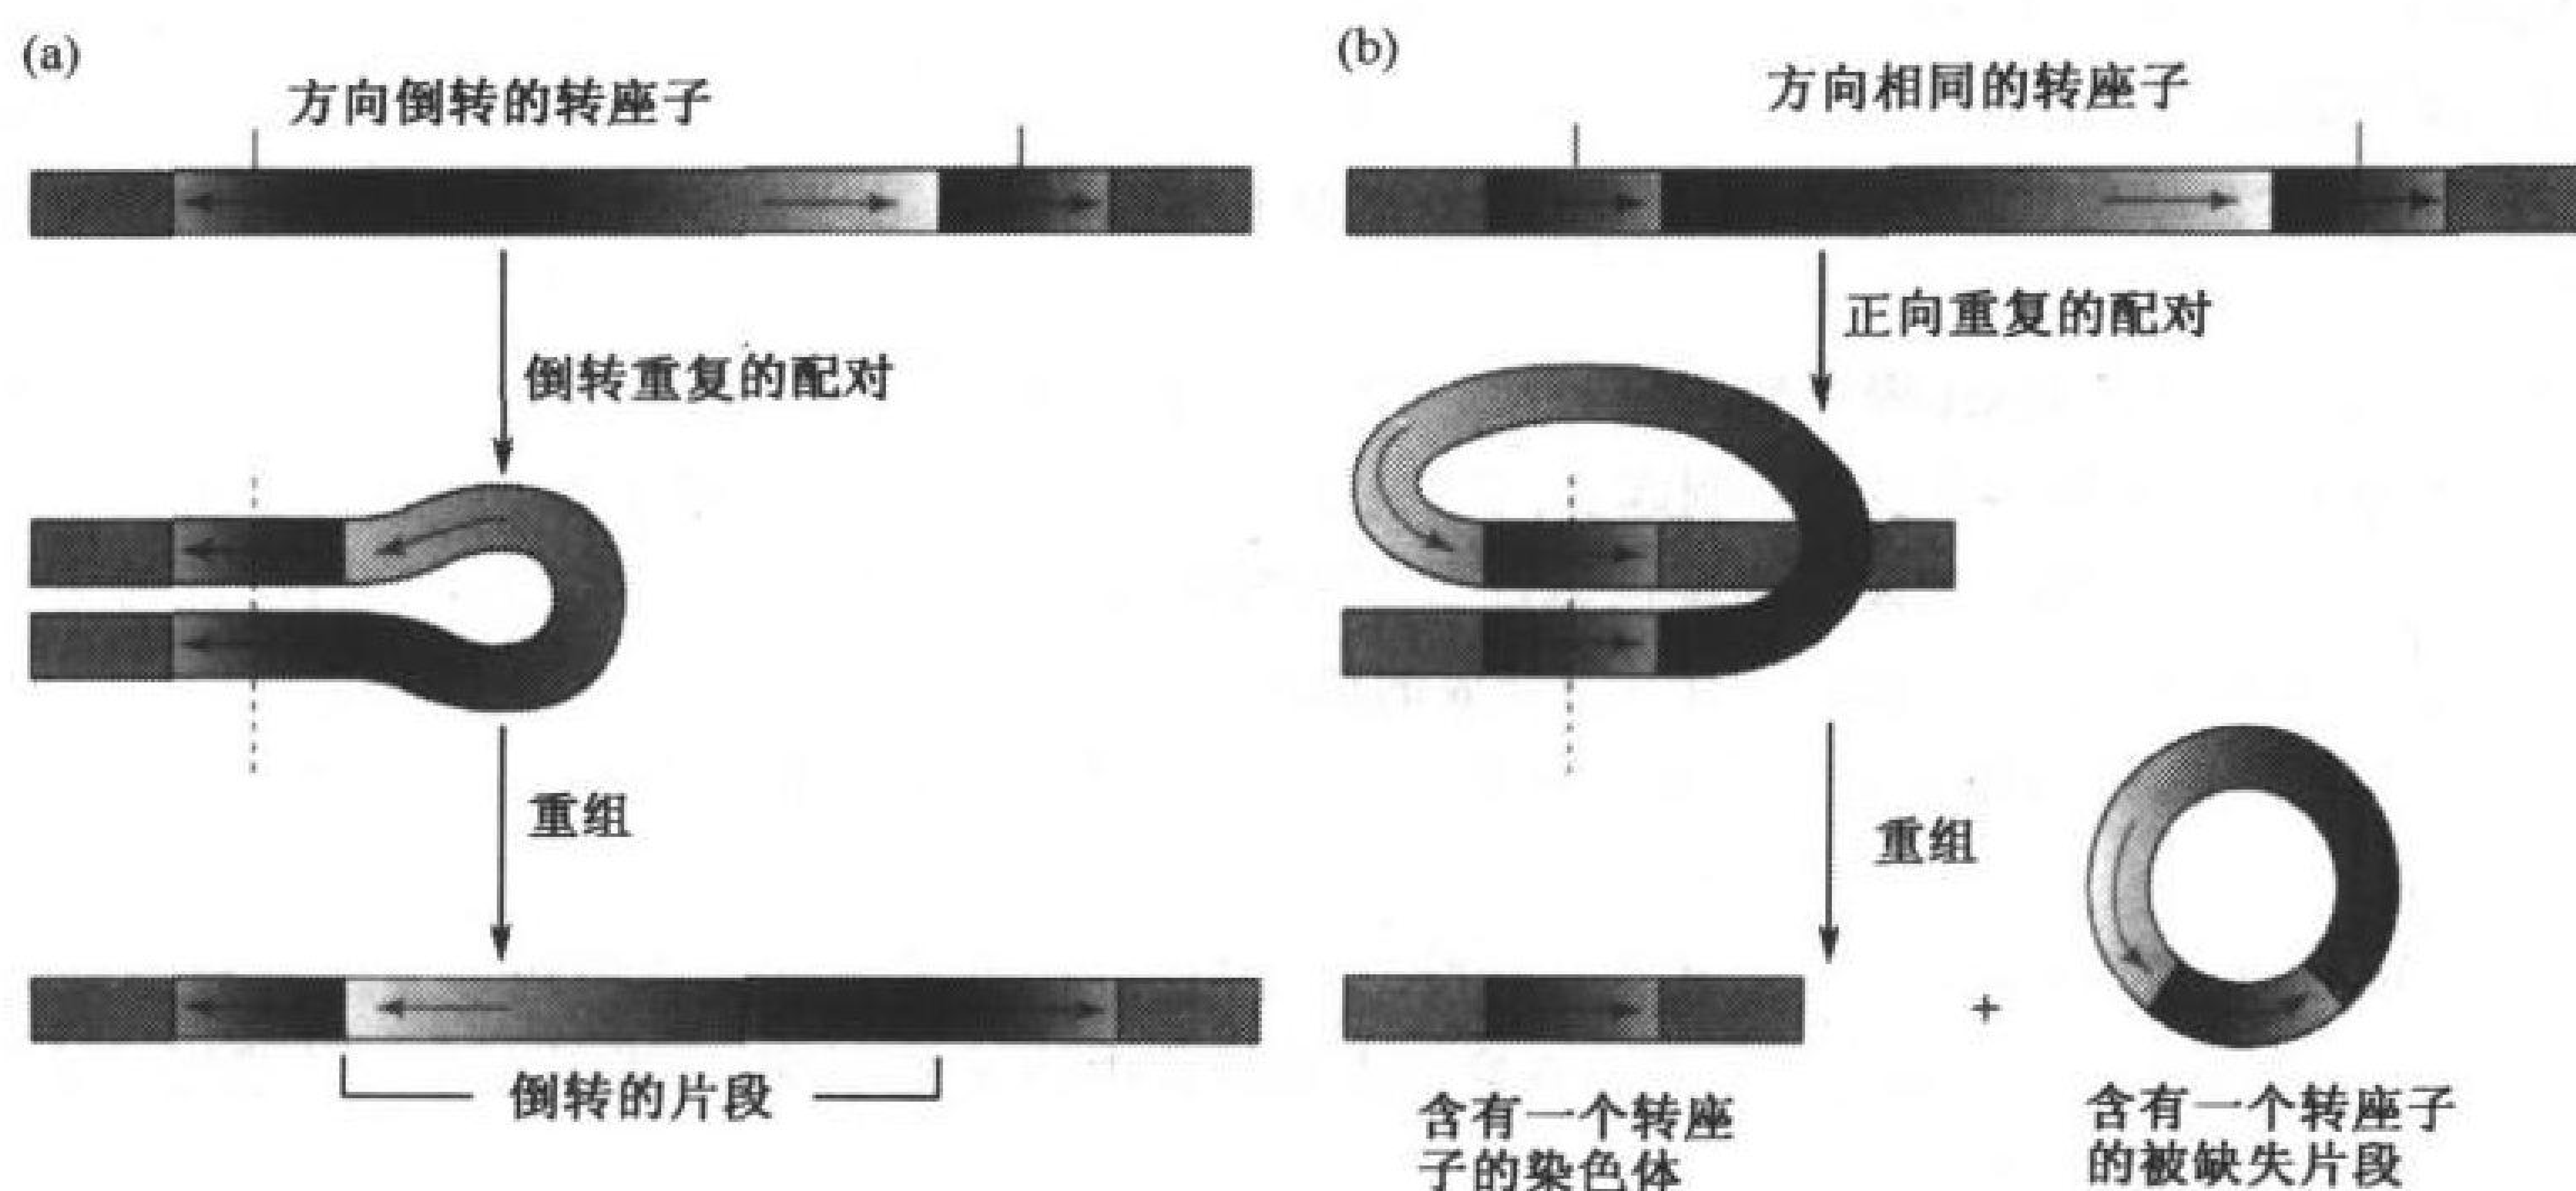 (a)
方向倒转的转座子
倒转重复的配对
重组
倒转的片段
(b)
方向相同的转座子
正向重复的配对
重组
+
含有一个转座
子的染色体
含有一个转座子
的被缺失片段